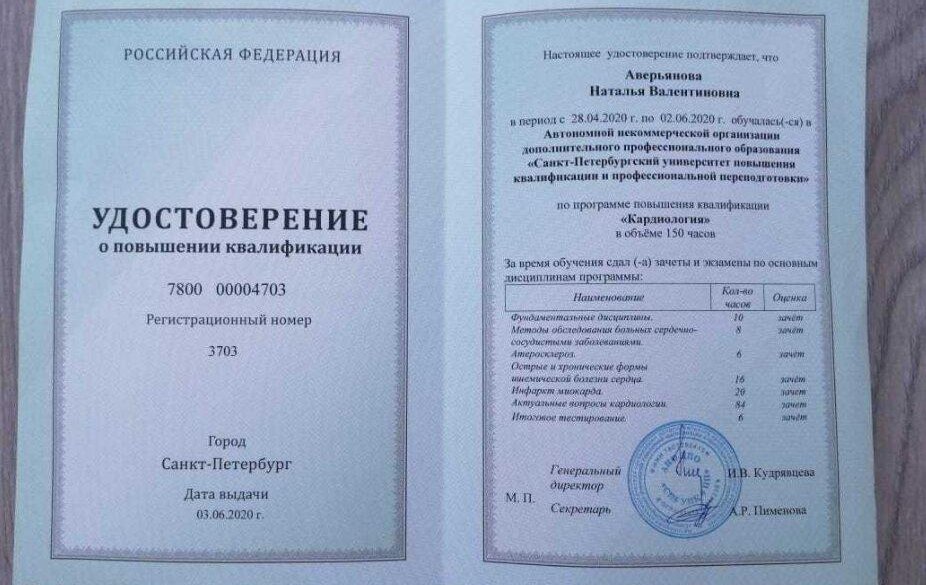 РОССИЙСКАЯ ФЕДЕРАЦИЯ
УДОСТОВЕРЕНИЕ
о повышении квалификации
7800 00004703
Регистрационный номер
3703
Город
Санкт-Петербург
Дата выдачи
03.06.2020 г.
Настоящее удостоверение подтверждает, что
Аверьянова
Наталья Валентиновна
в период с 28.04.2020 г. по 02.06.2020 г. обучалась(-ся) в
Автономной некоммерческой организации
дополнительного профессионального образования
«Санкт-Петербургский университет повышения
квалификации и профессиональной переподготовки»
по программе повышения квалификации
«Кардиология»
в объёме 150 часов
За время обучения сдал (-а) зачеты и экзамены по основным
дисциплинам программы:
Наименование Кол-во часов Оценка
Фундаментальные дисциплины. 10 зачёт
Методы обследования больных сердечно- 8 зачёт
сосудистыми заболеваниями.
Атеросклероз. 6 зачёт
Острые и хронические формы
ишемической болезни сердца 16 зачёт
Инфаркт миокарда. 20 зачёт
Актуальные вопросы кардиологии. 84 зачет
Итоговое тестирование. 6 зачёт
Генеральный
директор И.В. Кудрявцева
М. П.
Секретарь А.Р. Пименова